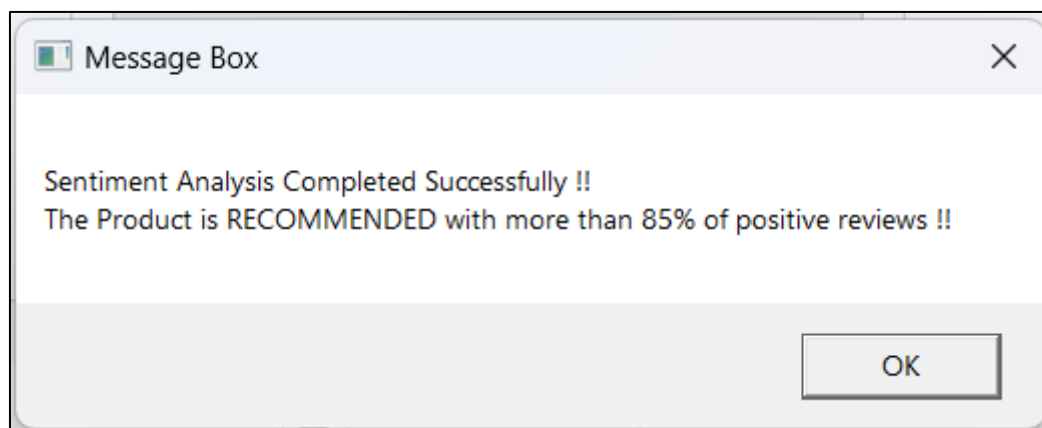 Message Box
Sentiment Analysis Completed Successfully !!
The Product is RECOMMENDED with more than 85% of positive reviews !!
OK